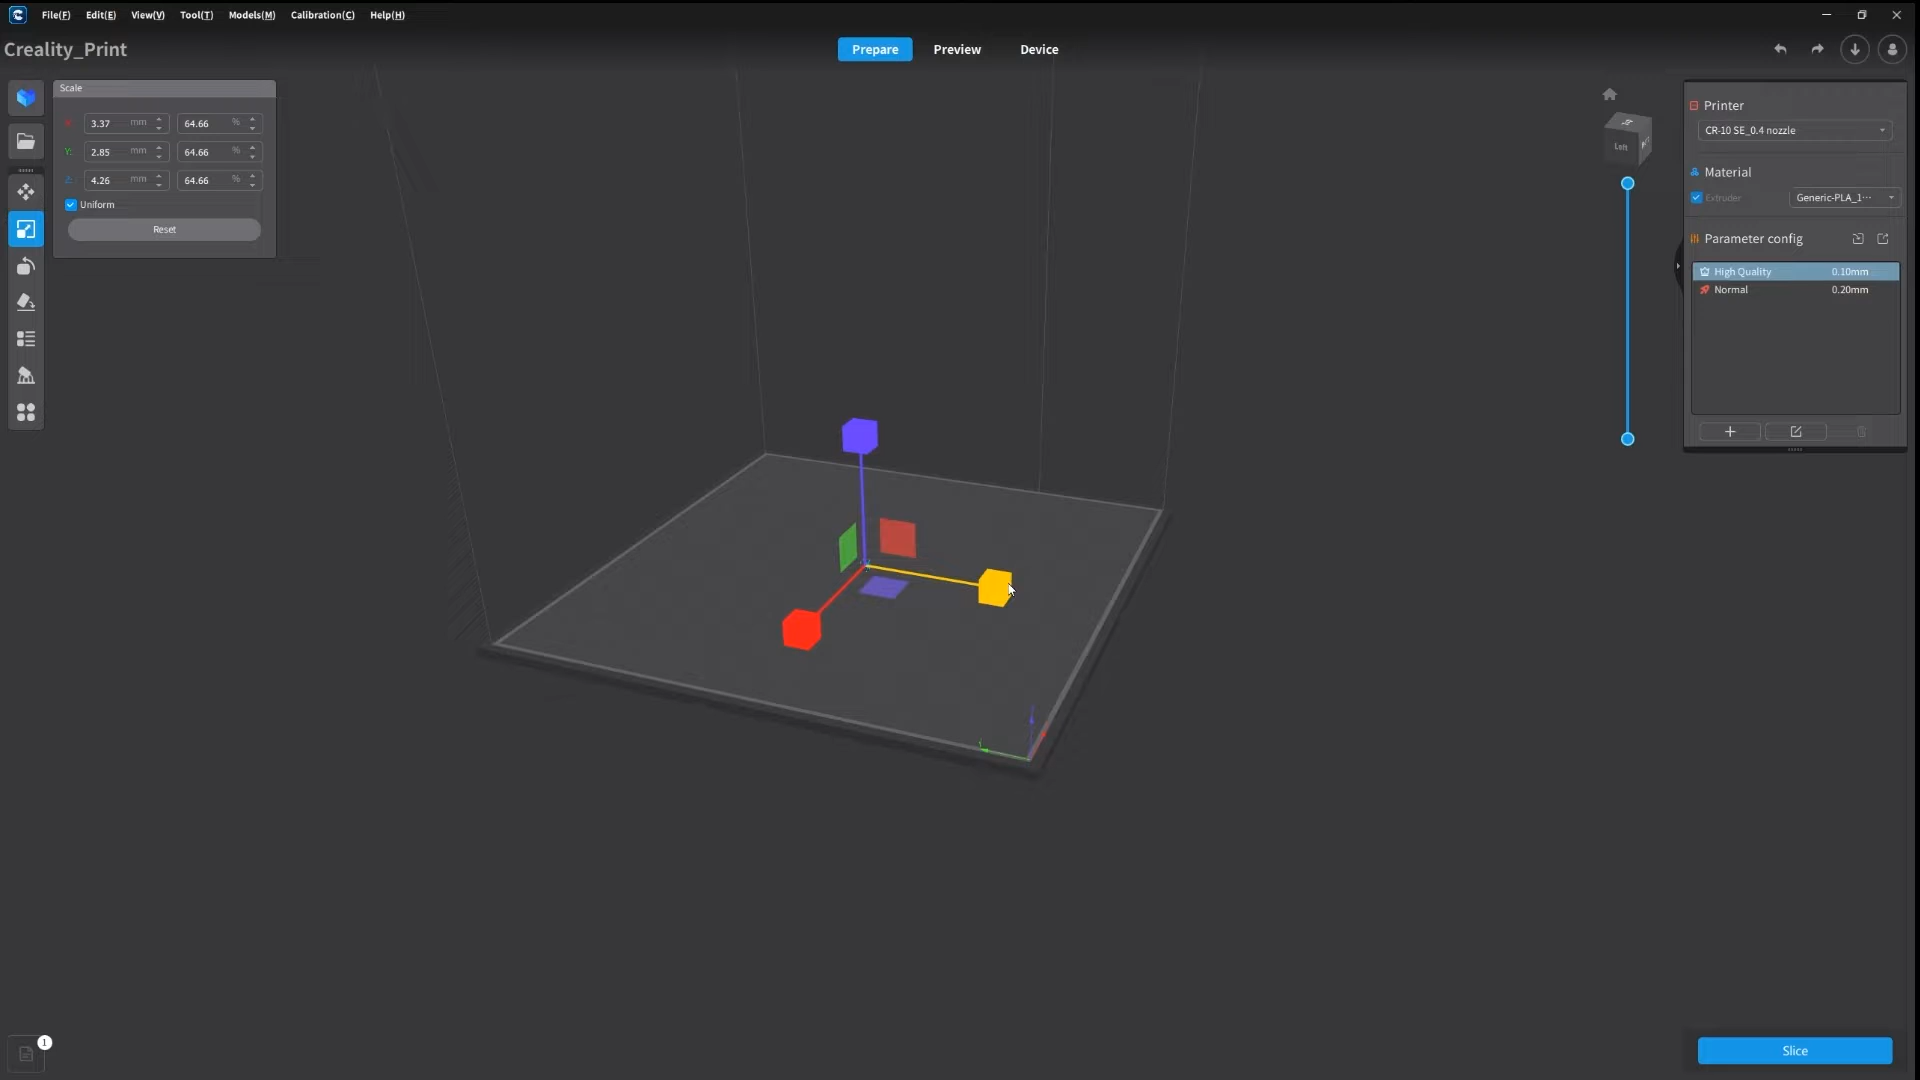 File(F) Edit(E) View(V) Tool(T) Models(M) Calibration(C) Help(H)
Creality_Print
Prepare Preview Device
Scale
X: 3.37 mm 64.66 %
Y: 2.85 mm 64.66 %
Z: 4.26 mm 64.66 %
Uniform
Reset
Left
Printer
CR-10 SE_0.4 nozzle
Material
Extruder Generic-PLA_1···
Parameter config
High Quality 0.10mm
Normal 0.20mm
1
Slice